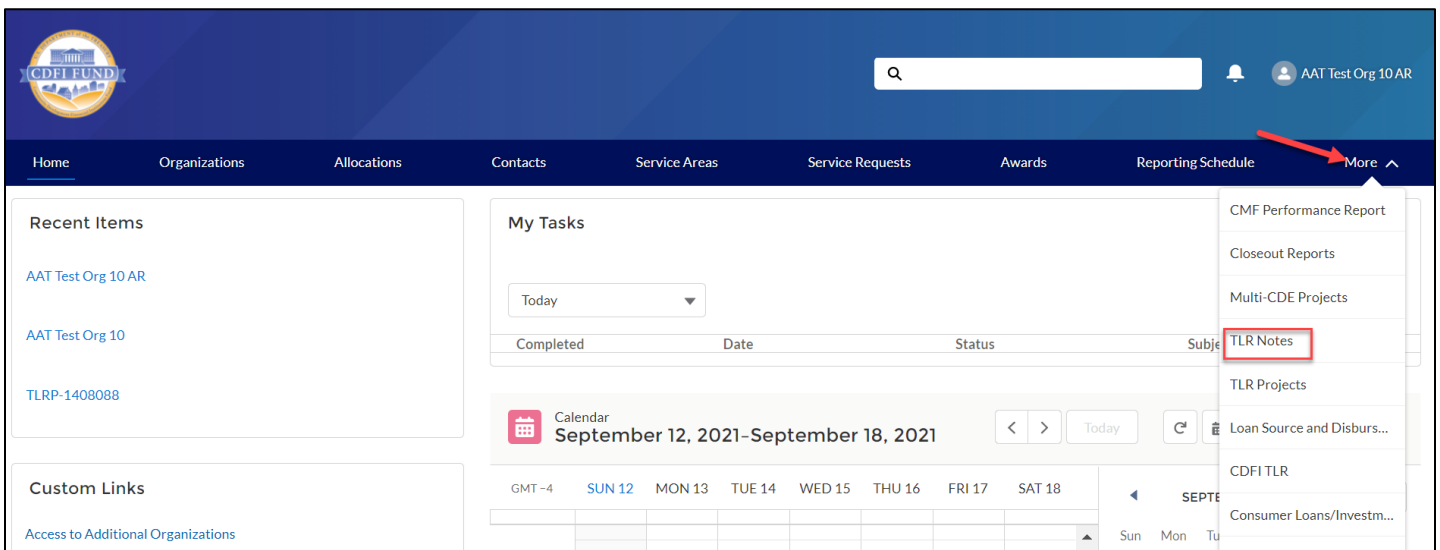 CDFI FUND
AAT Test Org 10 AR
Home Organizations Allocations Contacts Service Areas Service Requests Awards Reporting Schedule More
Recent Items
AAT Test Org 10 AR
AAT Test Org 10
TLRP-1408088
Custom Links
Access to Additional Organizations
My Tasks
Today
Completed Date Status Subje
Calendar
September 12, 2021–September 18, 2021
Today
GMT−4 SUN 12 MON 13 TUE 14 WED 15 THU 16 FRI 17 SAT 18
SEPTE
Sun Mon Tu
CMF Performance Report
Closeout Reports
Multi-CDE Projects
TLR Notes
TLR Projects
Loan Source and Disburs...
CDFI TLR
Consumer Loans/Investm...